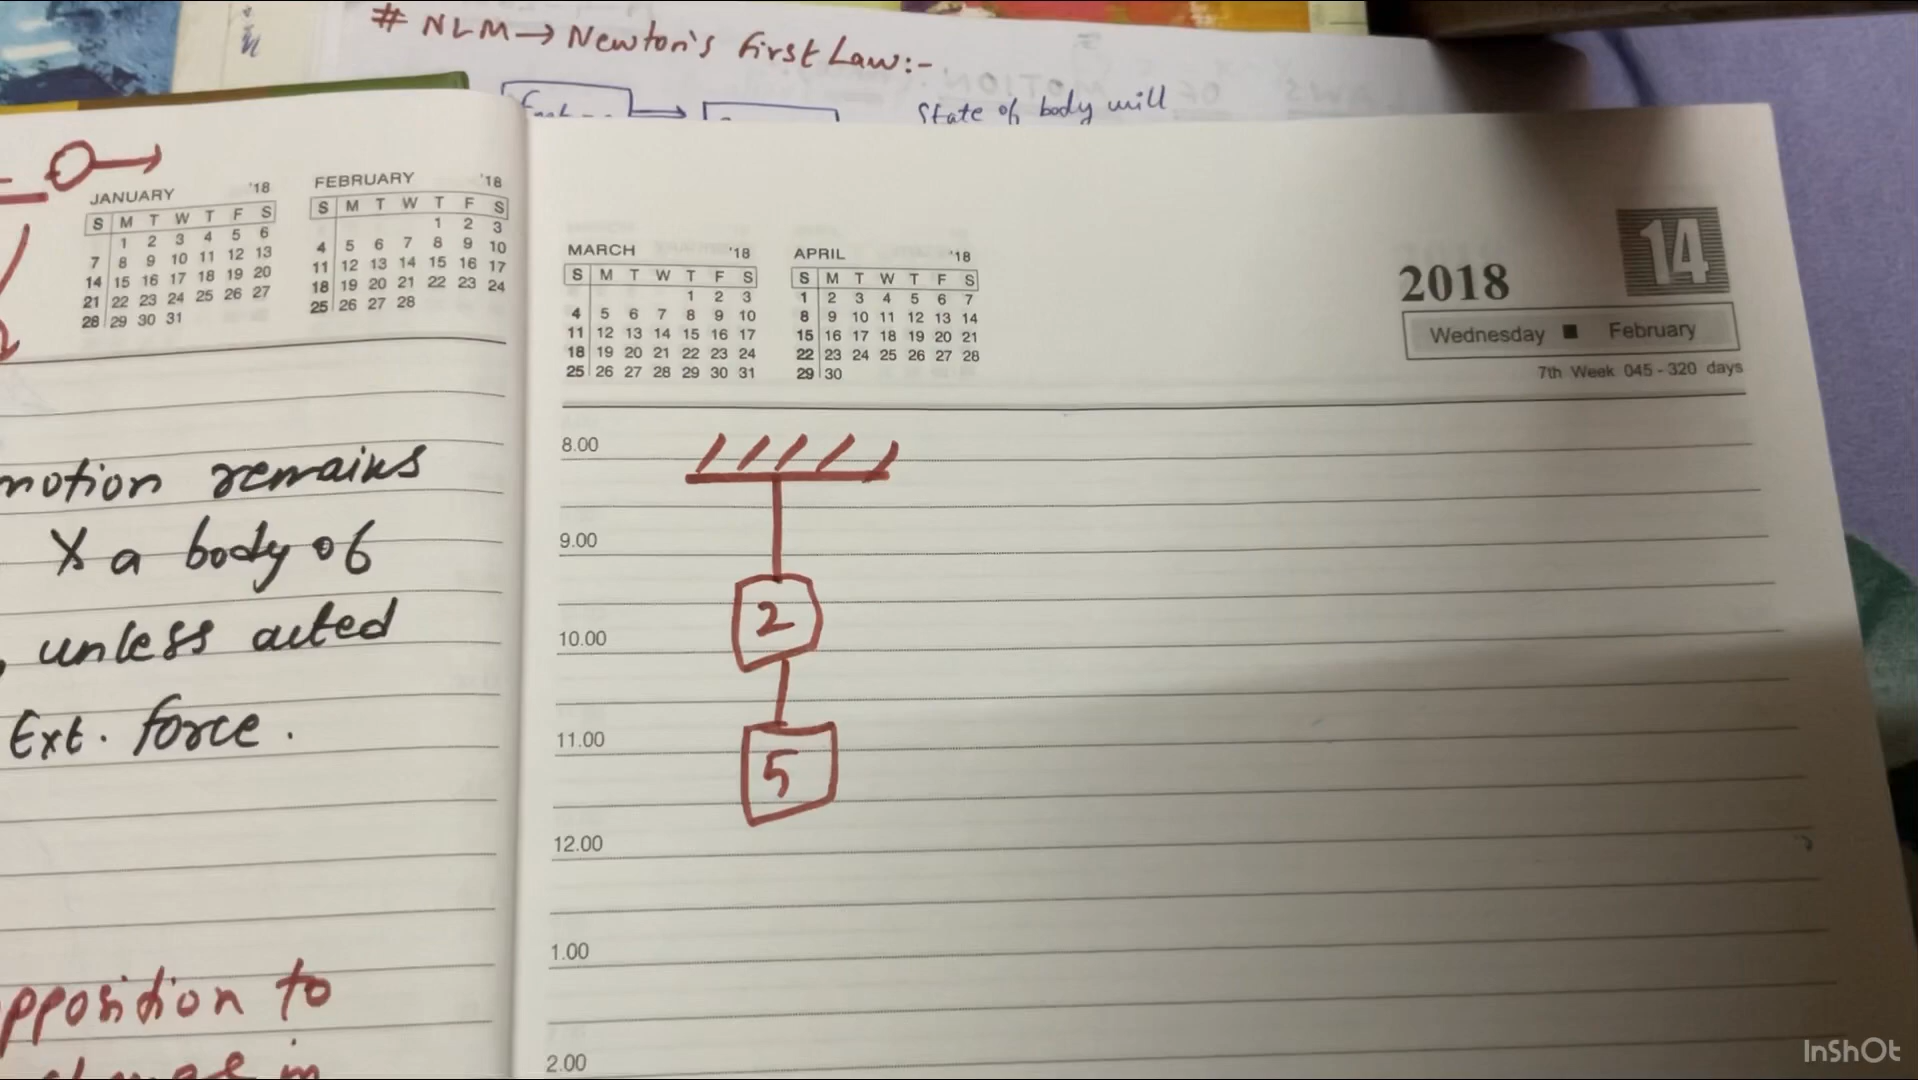 # NLM → Newton's First Law:-
State of body will
JANUARY '18
S M T W T F S
1 2 3 4 5 6
7 8 9 10 11 12 13
14 15 16 17 18 19 20
21 22 23 24 25 26 27
28 29 30 31
FEBRUARY '18
S M T W T F S
1 2 3
4 5 6 7 8 9 10
11 12 13 14 15 16 17
18 19 20 21 22 23 24
25 26 27 28
motion remains
X a body of
unless acted
Ext. force.
pposition to
MARCH '18
S M T W T F S
1 2 3
4 5 6 7 8 9 10
11 12 13 14 15 16 17
18 19 20 21 22 23 24
25 26 27 28 29 30 31
APRIL '18
S M T W T F S
1 2 3 4 5 6 7
8 9 10 11 12 13 14
15 16 17 18 19 20 21
22 23 24 25 26 27 28
29 30
14
2018
Wednesday ■ February
7th Week 045-320 days
8.00
9.00
2
10.00
11.00
5
12.00
1.00
2.00
InShOt